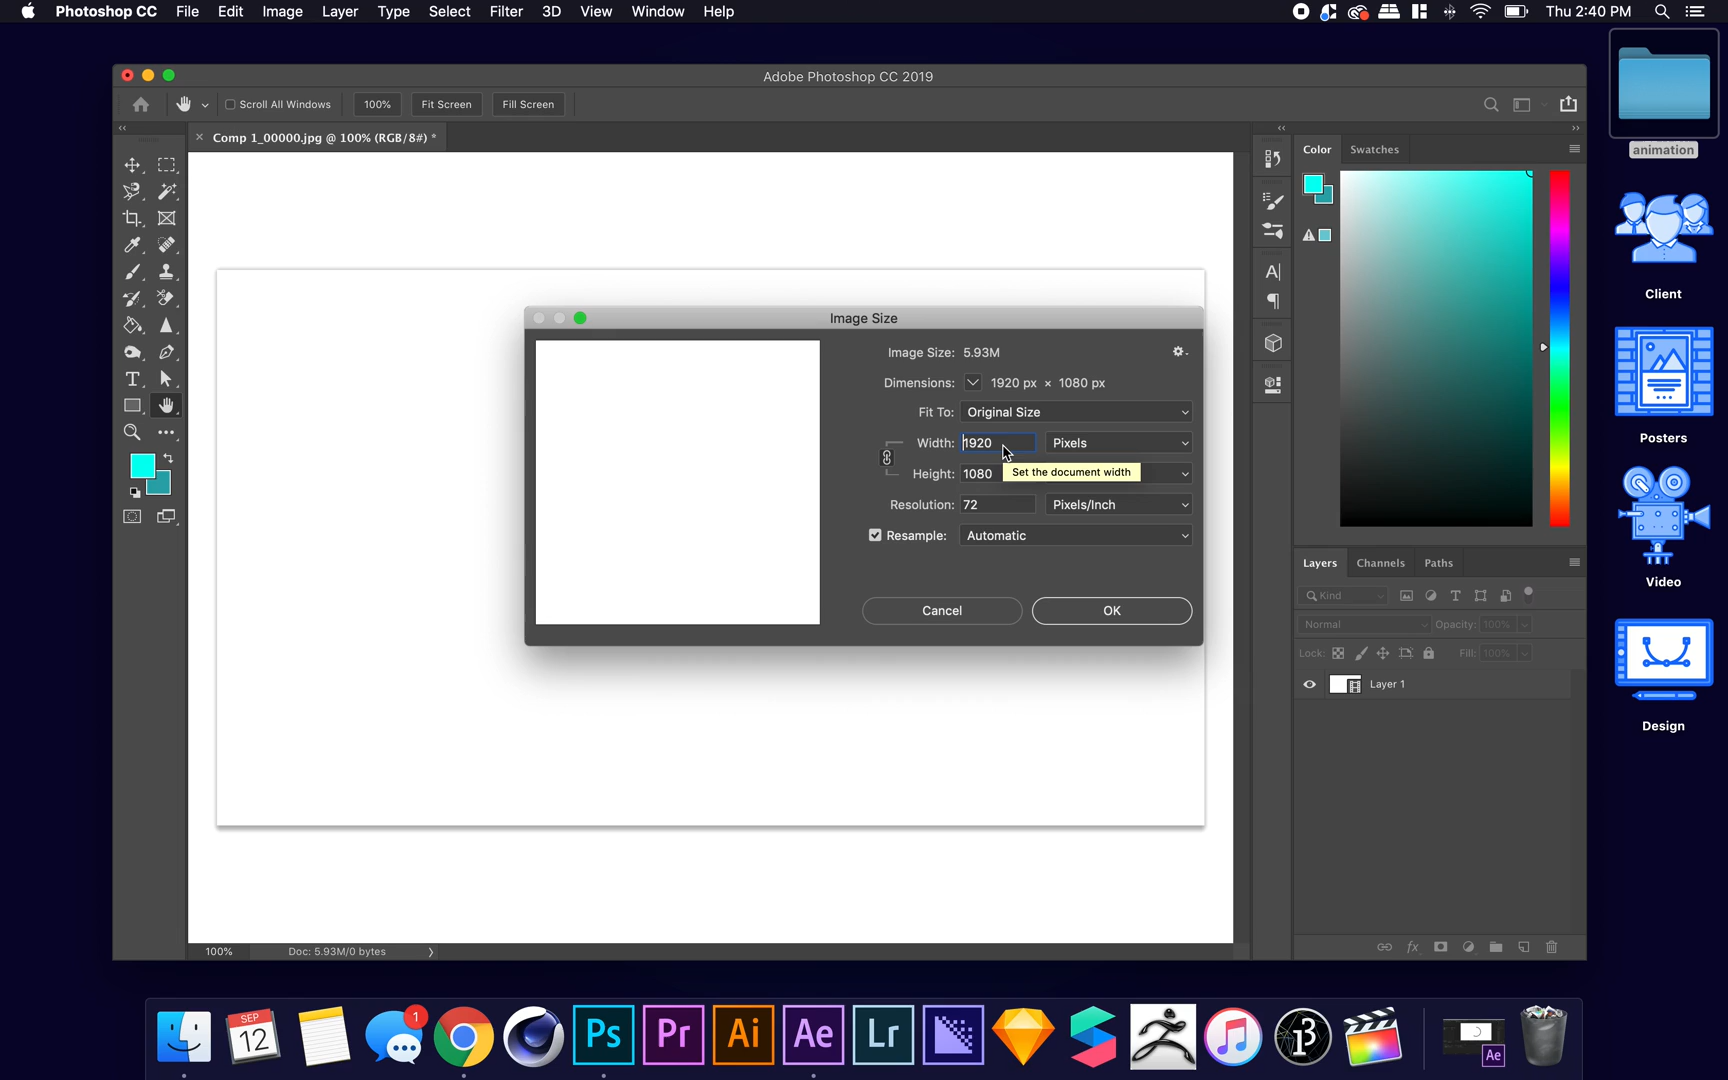 Photoshop CC File Edit Image Layer Type Select Filter 3D View Window Help Thu 2:40 PM
Adobe Photoshop CC 2019
Scroll All Windows 100% Fit Screen Fill Screen
Comp 1_00000.jpg @ 100% (RGB/8#) *
Color Swatches
animation
Client
Posters
Video
Design
Image Size
Image Size: 5.93M
Dimensions: 1920 px × 1080 px
Fit To: Original Size
Width: 1920 Pixels
Height: 1080
Set the document width
Resolution: 72 Pixels/Inch
Resample: Automatic
Cancel OK
Layers Channels Paths
Kind
Normal Opacity: 100%
Lock: Fill: 100%
Layer 1
fx
100% Doc: 5.93M/0 bytes
SEP
12
1
Ps Pr Ai Ae Lr
i3
Ae